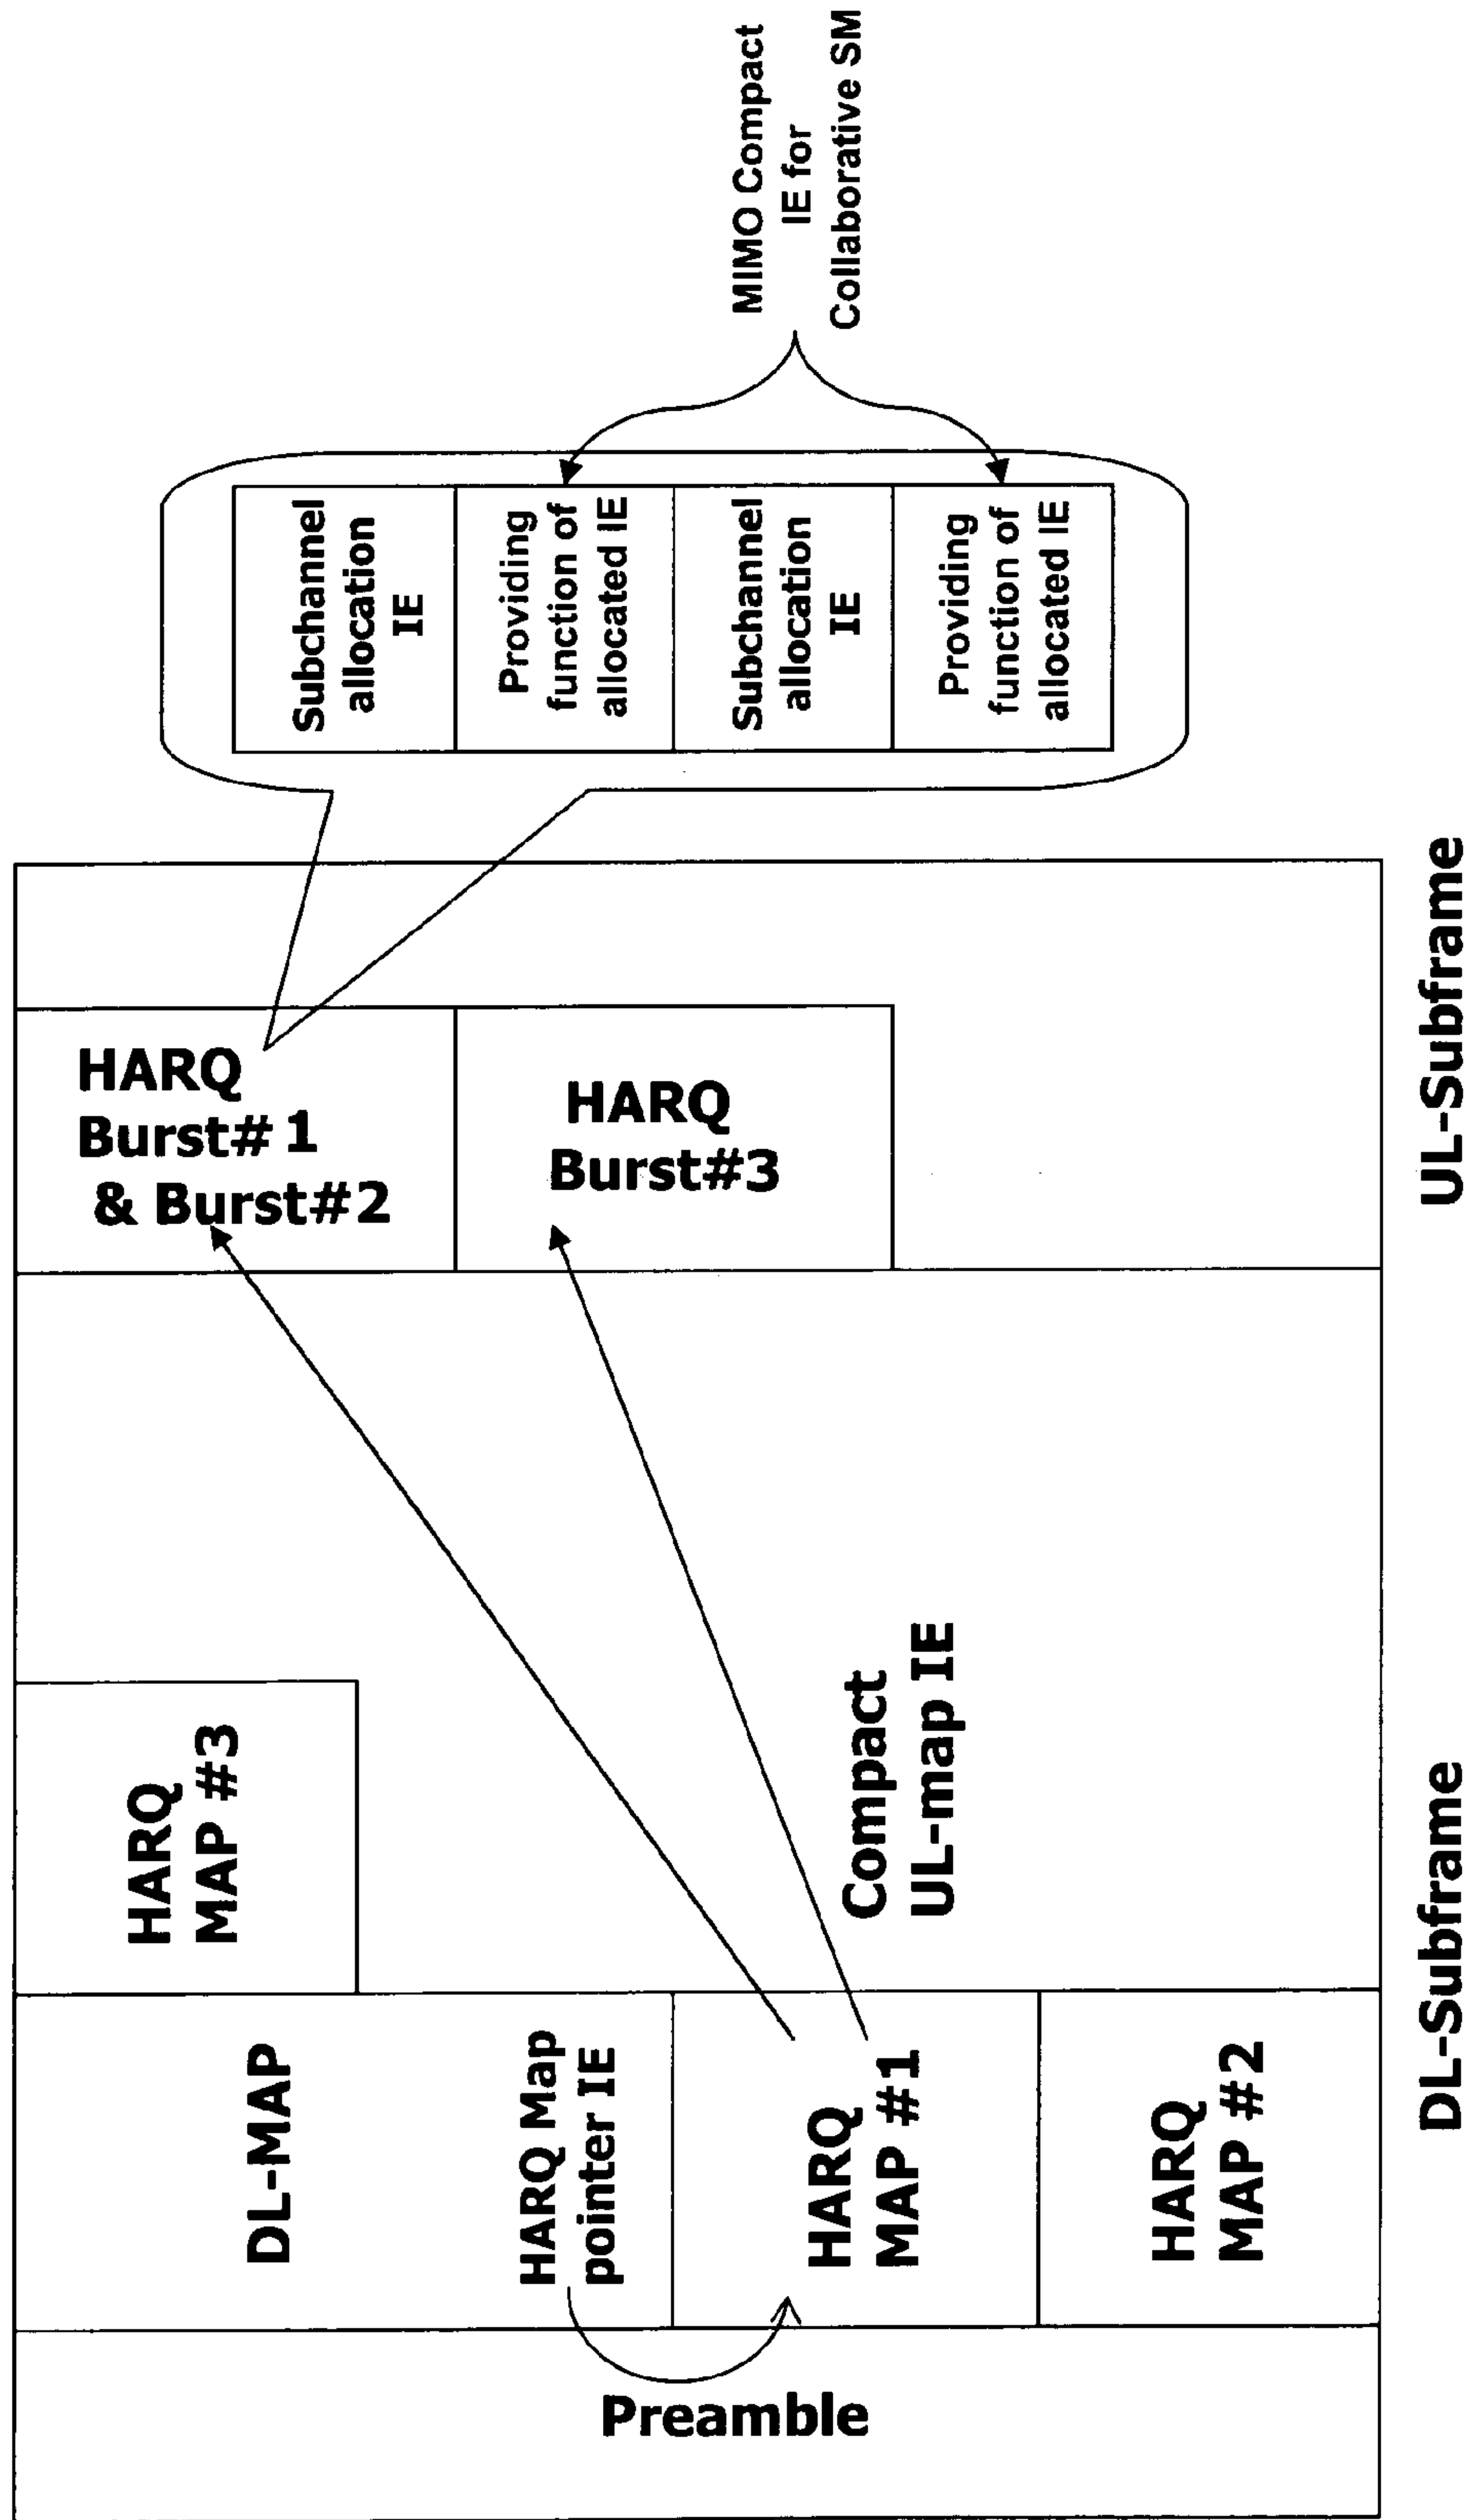 Preamble
DL-MAP
HARQ Map
pointer IE
HARQ
MAP #1
HARQ
MAP #2
HARQ
MAP #3
Compact
UL-map IE
HARQ
Burst#1
& Burst#2
HARQ
Burst#3
Subchannel
allocation
IE
Providing
function of
allocated IE
Subchannel
allocation
IE
Providing
function of
allocated IE
MIMO Compact
IE for
Collaborative SM
DL-Subframe
UL-Subframe